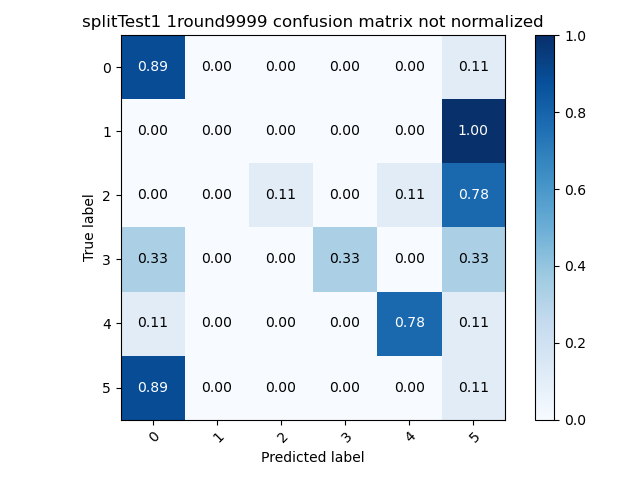 splitTest1 1round9999 confusion matrix not normalized
True label
0 0.89 0.00 0.00 0.00 0.00 0.11
1 0.00 0.00 0.00 0.00 0.00 1.00
2 0.00 0.00 0.11 0.00 0.11 0.78
3 0.33 0.00 0.00 0.33 0.00 0.33
4 0.11 0.00 0.00 0.00 0.78 0.11
5 0.89 0.00 0.00 0.00 0.00 0.11
0 1 2 3 4 5
Predicted label
1.0
0.8
0.6
0.4
0.2
0.0